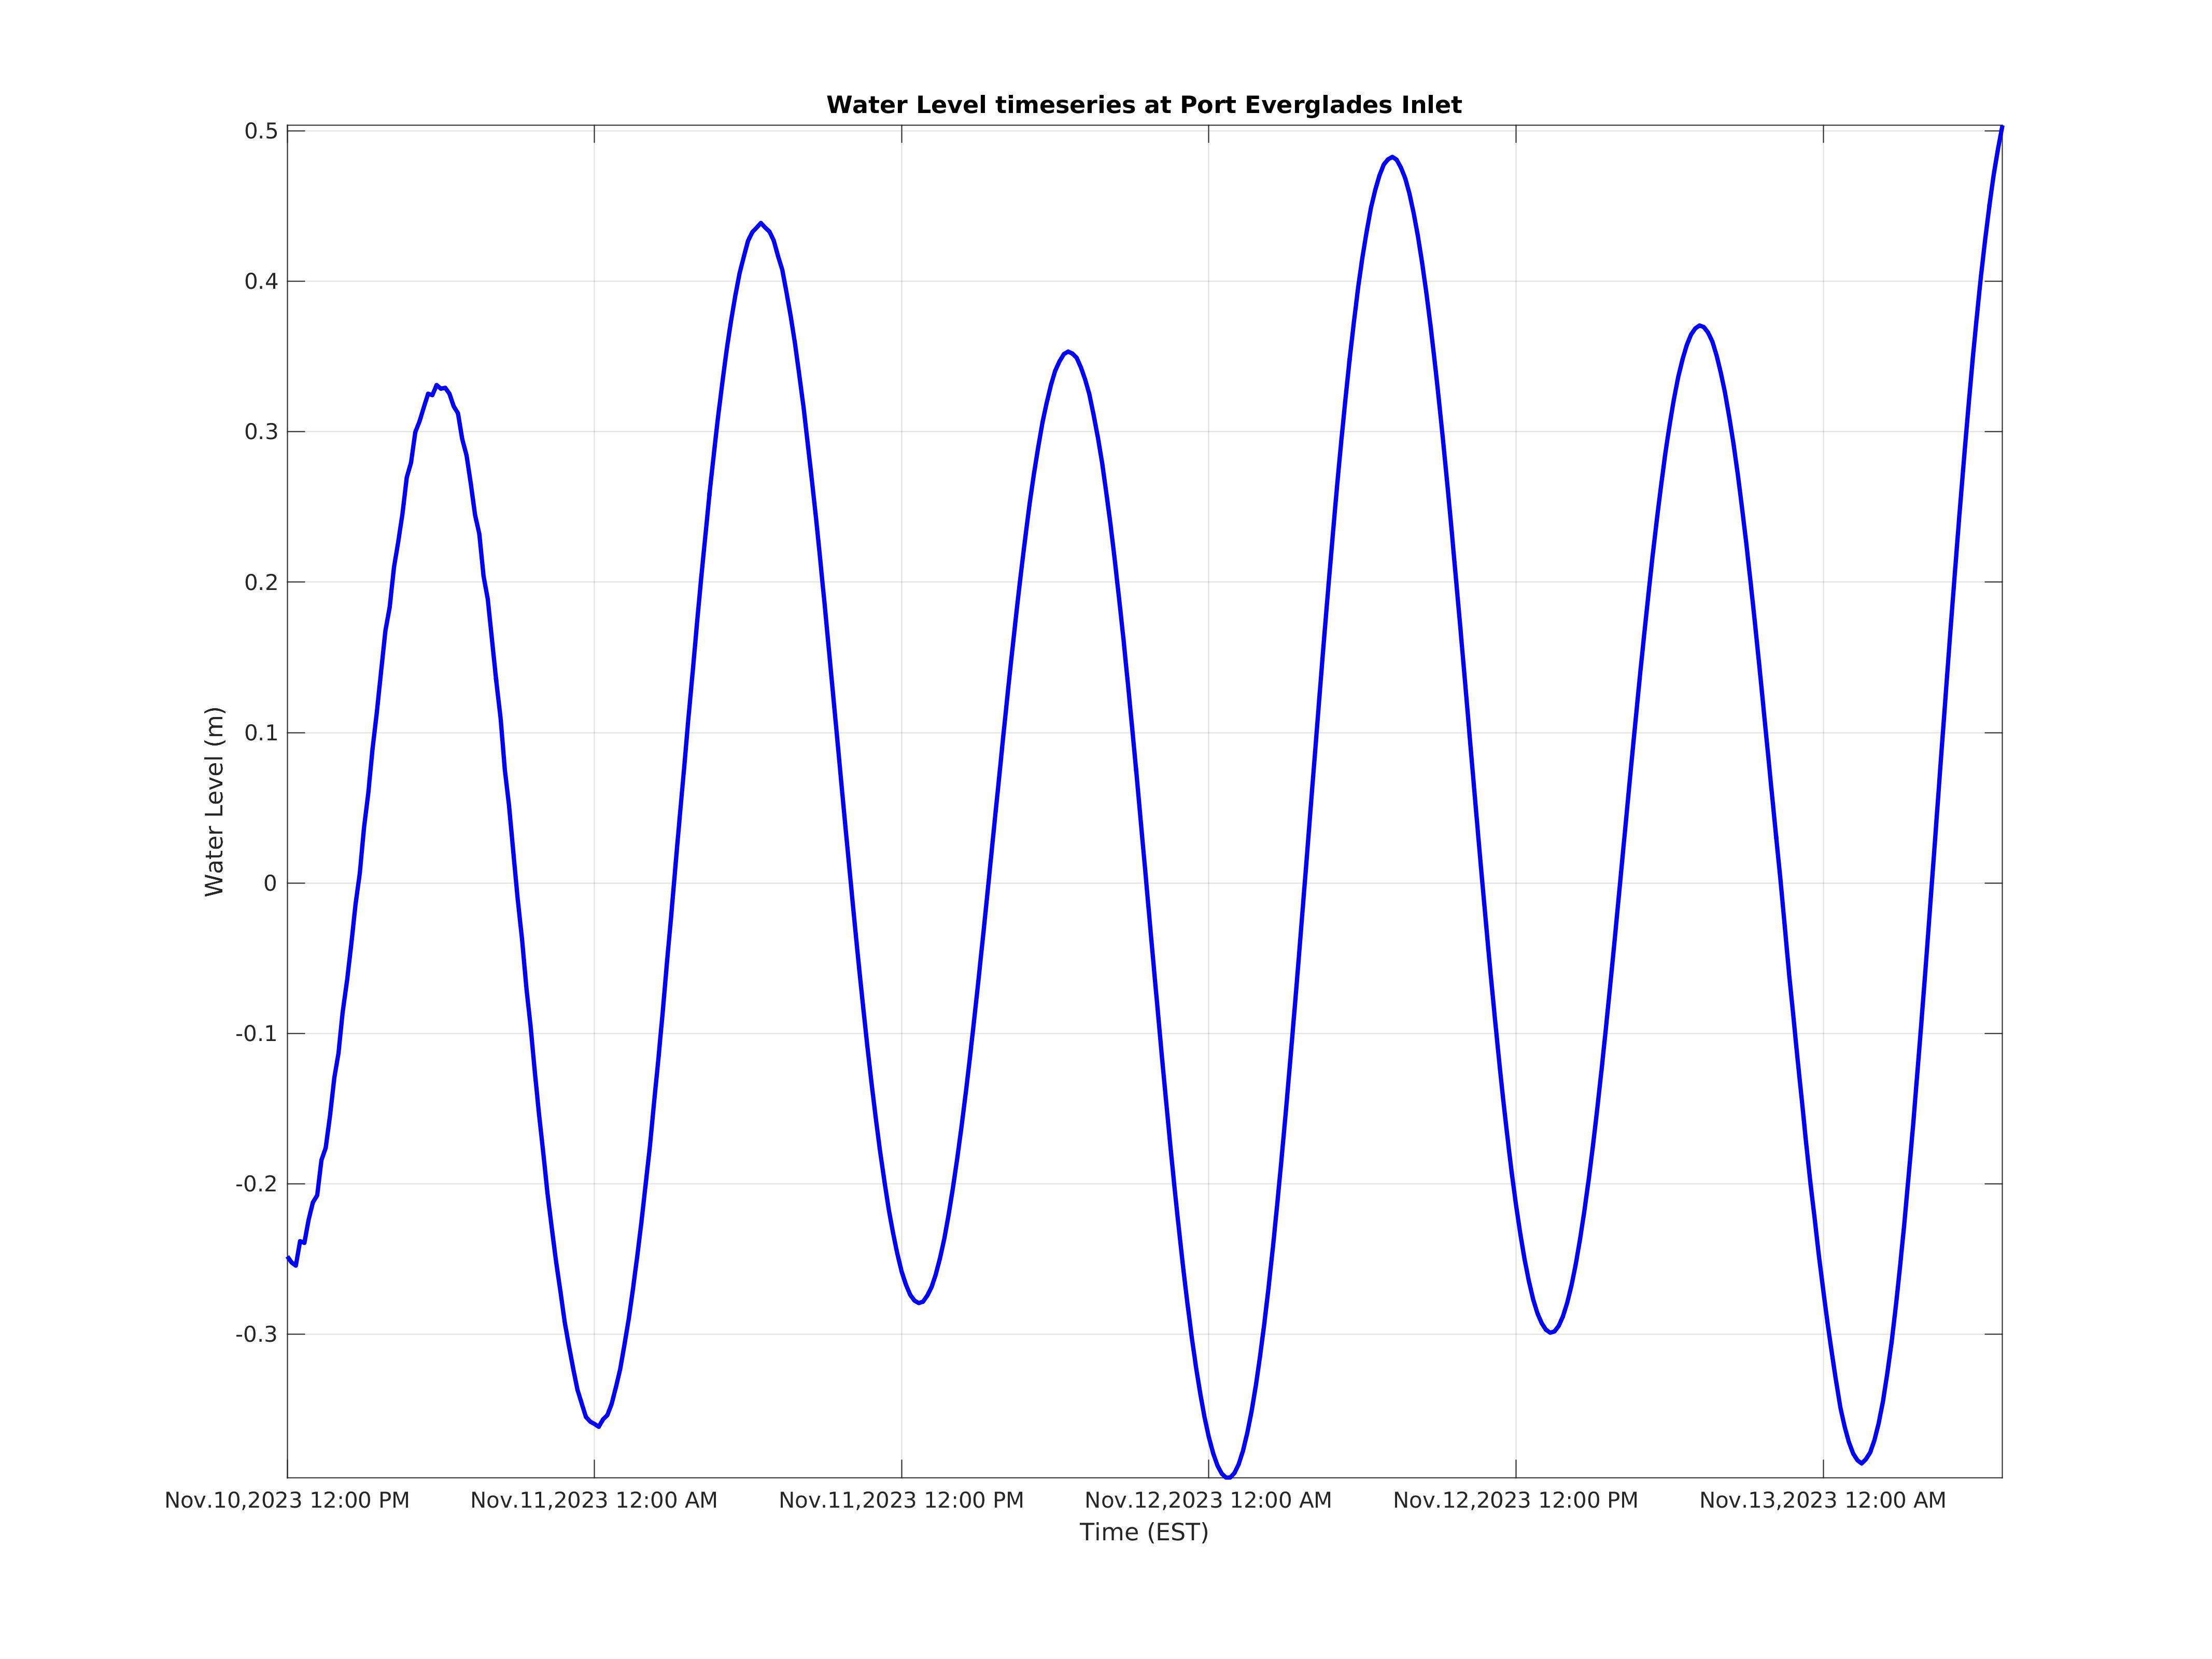 Water Level timeseries at Port Everglades Inlet
0.5
0.4
0.3
0.2
0.1
0
-0.1
-0.2
-0.3
Water Level (m)
Nov.10,2023 12:00 PM Nov.11,2023 12:00 AM Nov.11,2023 12:00 PM Nov.12,2023 12:00 AM Nov.12,2023 12:00 PM Nov.13,2023 12:00 AM
Time (EST)